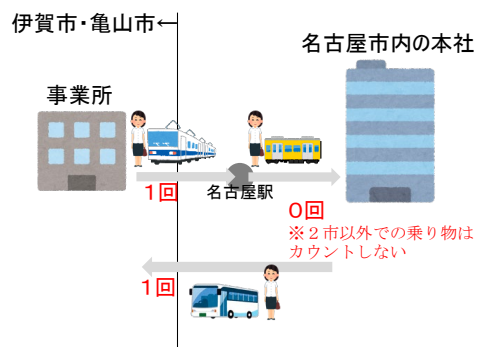 伊賀市・亀山市←
名古屋市内の本社
事業所
1回
名古屋駅
0回
※２市以外での乗り物は
カウントしない
1回